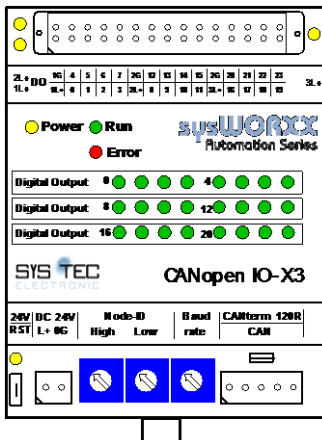 2L+ DO 1G 4 5 6 7 2G 12 13 14 15 3G 20 21 22 23 3L+
1L+ 1L+ 0 1 2 3 2L+ 8 9 10 11 3L+ 16 17 18 19
Power Run
Error
sysWORXX
Automation Series
Digital Output 0 4
Digital Output 8 12
Digital Output 16 20
SYS TEC
ELECTRONIC
CANopen IO-X3
24V DC 24V Node-ID Baud CANterm 120R
RST L+ 0G High Low rate CAN